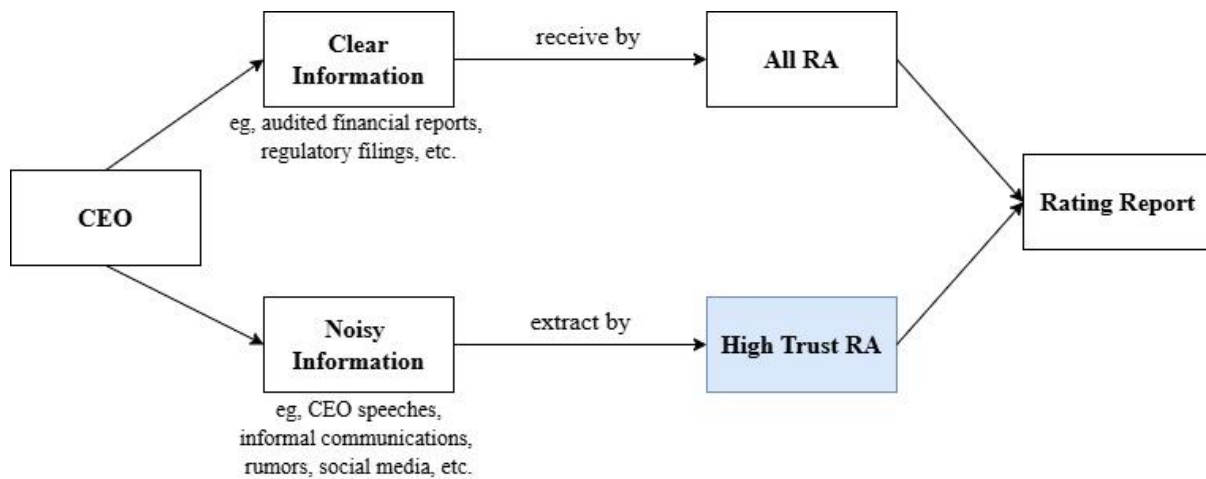 Clear
Information
receive by
All RA
eg, audited financial reports,
regulatory filings, etc.
CEO
Rating Report
Noisy
Information
extract by
High Trust RA
eg, CEO speeches,
informal communications,
rumors, social media, etc.